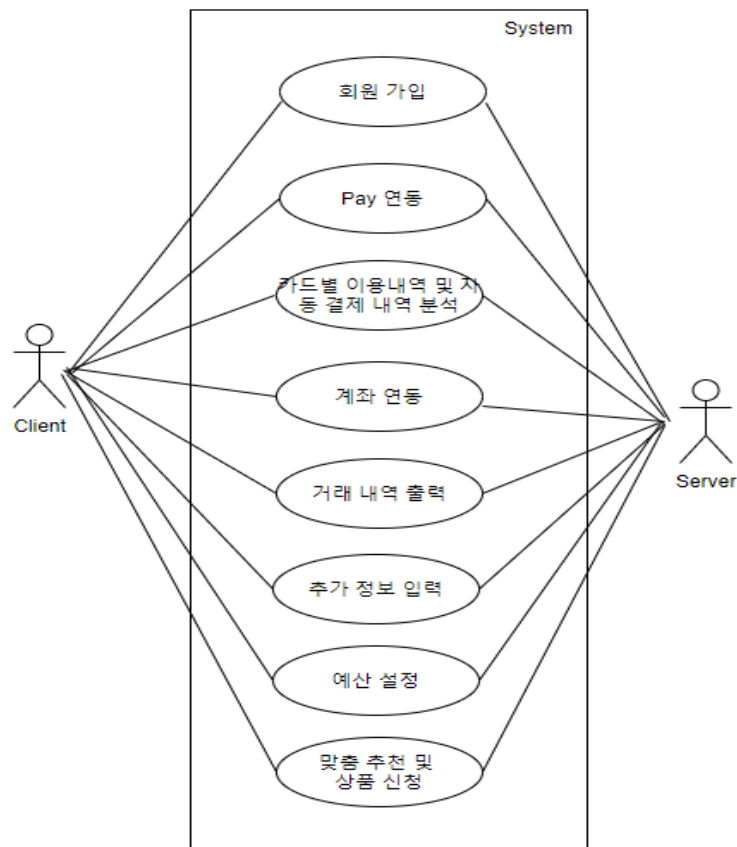 System
회원 가입
Pay 연동
카드별 이용내역 및 자
동 결제 내역 분석
Client
계좌 연동
Server
거래 내역 출력
추가 정보 입력
예산 설정
맞춤 추천 및
상품 신청